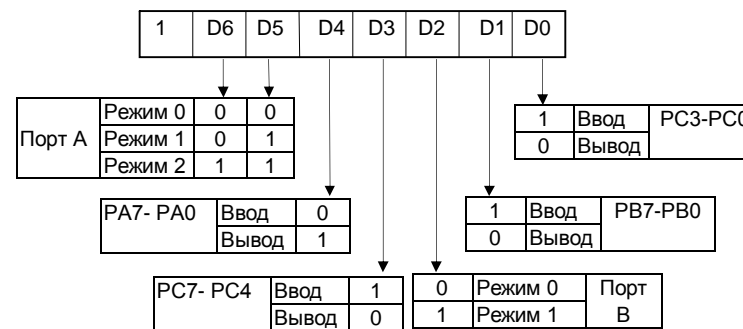 1 D6 D5 D4 D3 D2 D1 D0
Порт А
Режим 0 0 0
Режим 1 0 1
Режим 2 1 1
1 Ввод PC3-PC0
0 Вывод
PA7- PA0 Ввод 0
Вывод 1
1 Ввод PB7-PB0
0 Вывод
PC7- PC4 Ввод 1
Вывод 0
0 Режим 0 Порт
1 Режим 1 В